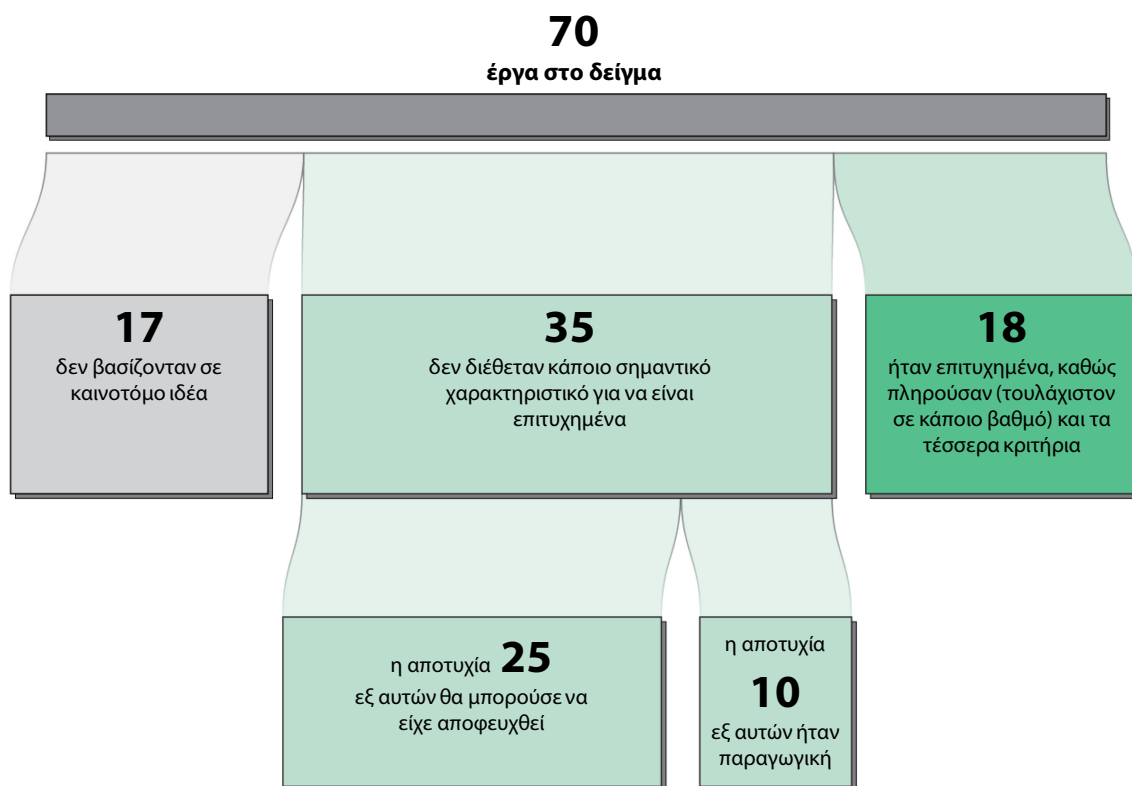 70
έργα στο δείγμα
17
δεν βασίζονταν σε
καινοτόμο ιδέα
35
δεν διέθεταν κάποιο σημαντικό
χαρακτηριστικό για να είναι
επιτυχημένα
18
ήταν επιτυχημένα, καθώς
πληρούσαν (τουλάχιστον
σε κάποιο βαθμό) και τα
τέσσερα κριτήρια
η αποτυχία 25
εξ αυτών θα μπορούσε να
είχε αποφευχθεί
η αποτυχία
10
εξ αυτών ήταν
παραγωγική